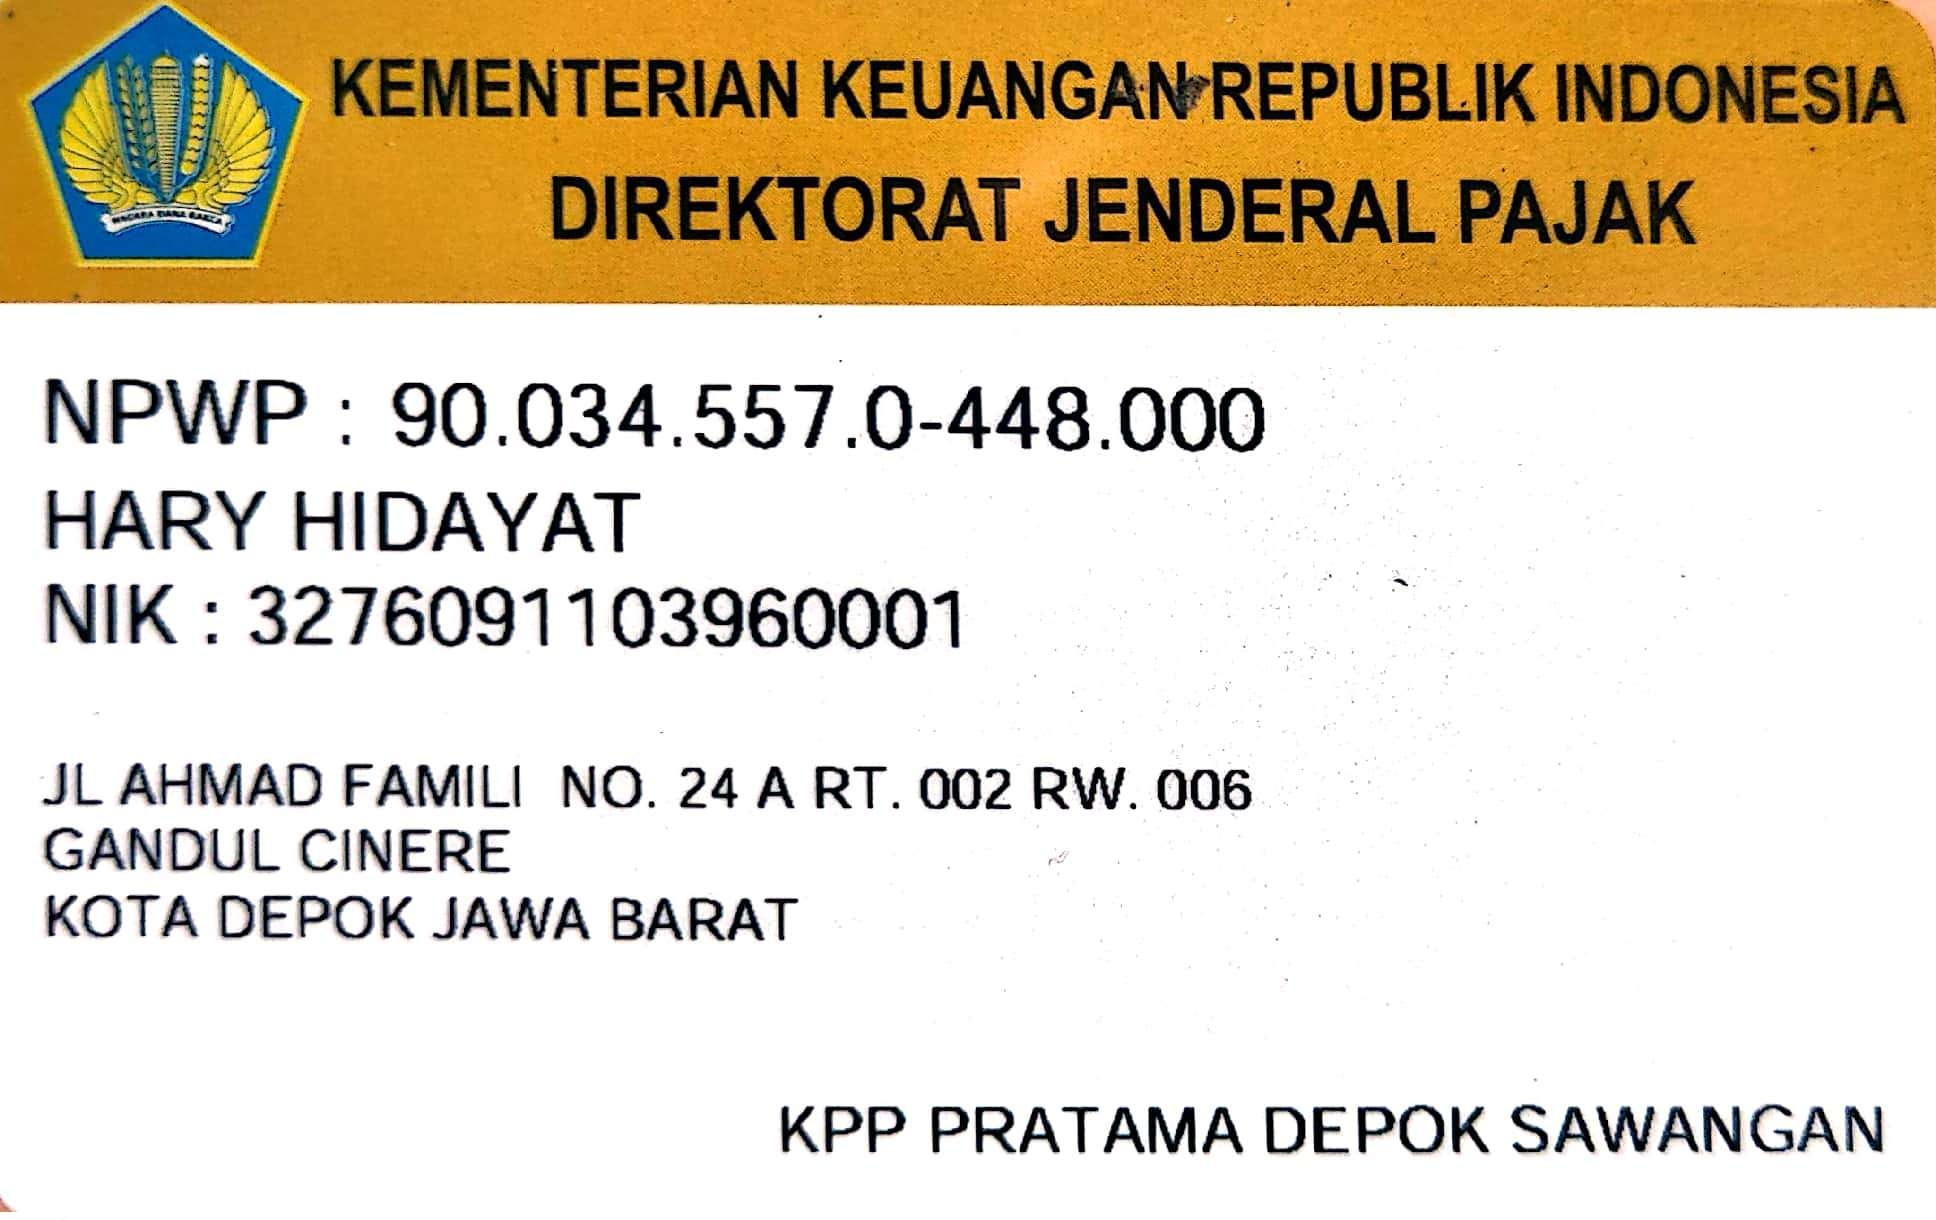 KEMENTERIAN KEUANGAN REPUBLIK INDONESIA
DIREKTORAT JENDERAL PAJAK
NAGARA DANA RAKCA
NPWP : 90.034.557.0-448.000
HARY HIDAYAT
NIK : 3276091103960001
JL AHMAD FAMILI NO. 24 A RT. 002 RW. 006
GANDUL CINERE
KOTA DEPOK JAWA BARAT
KPP PRATAMA DEPOK SAWANGAN